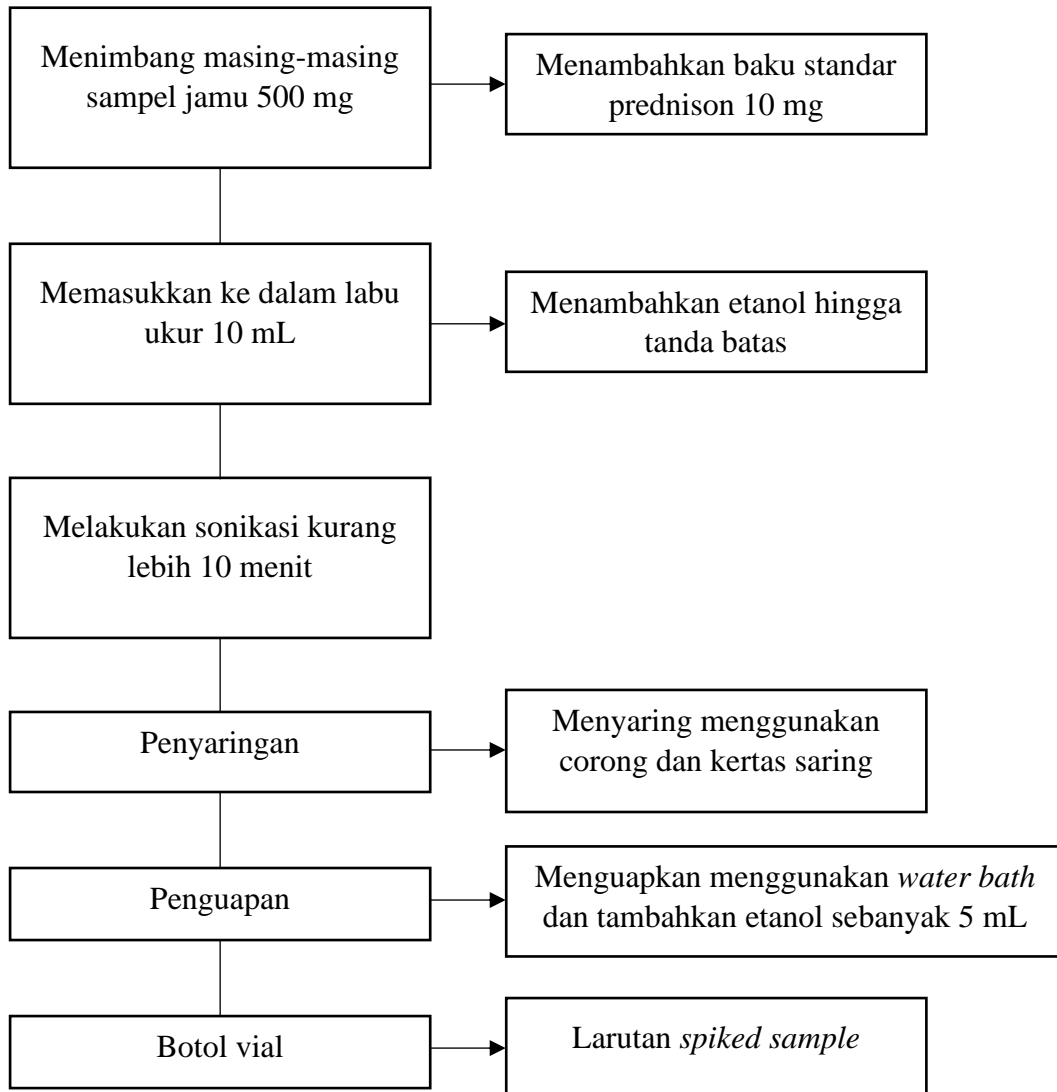 Menimbang masing-masing
sampel jamu 500 mg
Menambahkan baku standar
prednison 10 mg
Memasukkan ke dalam labu
ukur 10 mL
Menambahkan etanol hingga
tanda batas
Melakukan sonikasi kurang
lebih 10 menit
Penyaringan
Menyaring menggunakan
corong dan kertas saring
Penguapan
Menguapkan menggunakan water bath
dan tambahkan etanol sebanyak 5 mL
Botol vial
Larutan spiked sample